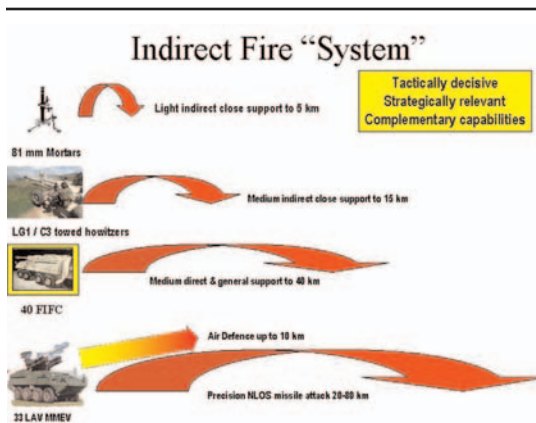 Indirect Fire “System”
Tactically decisive
Strategically relevant
Complementary capabilities
Light indirect close support to 5 km
81 mm Mortars
Medium indirect close support to 15 km
LG1 / C3 towed howitzers
Medium direct & general support to 40 km
40 FIFC
Air Defence up to 10 km
Precision NLOS missile attack 20-60 km
33 LAV MMEV